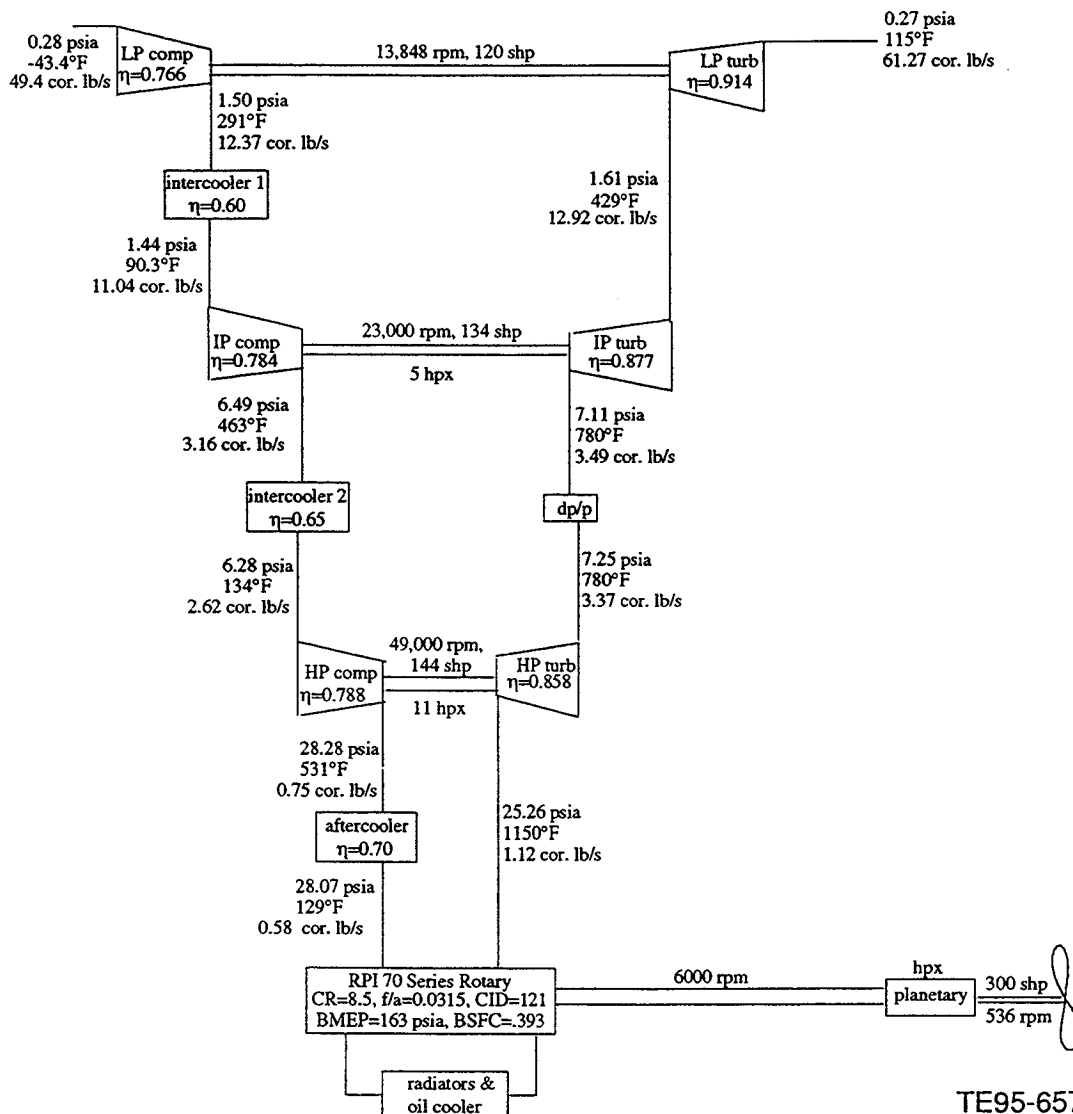 0.28 psia
-43.4°F
49.4 cor. lb/s
LP comp
η=0.766
13,848 rpm, 120 shp
LP turb
η=0.914
0.27 psia
115°F
61.27 cor. lb/s
1.50 psia
291°F
12.37 cor. lb/s
intercooler 1
η=0.60
1.61 psia
429°F
12.92 cor. lb/s
1.44 psia
90.3°F
11.04 cor. lb/s
IP comp
η=0.784
23,000 rpm, 134 shp
5 hpx
IP turb
η=0.877
6.49 psia
463°F
3.16 cor. lb/s
7.11 psia
780°F
3.49 cor. lb/s
intercooler 2
η=0.65
dp/p
6.28 psia
134°F
2.62 cor. lb/s
7.25 psia
780°F
3.37 cor. lb/s
HP comp
η=0.788
49,000 rpm,
144 shp
11 hpx
HP turb
η=0.858
28.28 psia
531°F
0.75 cor. lb/s
aftercooler
η=0.70
25.26 psia
1150°F
1.12 cor. lb/s
28.07 psia
129°F
0.58 cor. lb/s
RPI 70 Series Rotary
CR=8.5, f/a=0.0315, CID=121
BMEP=163 psia, BSFC=.393
6000 rpm
hpx
planetary
300 shp
536 rpm
radiators &
oil cooler
TE95-657